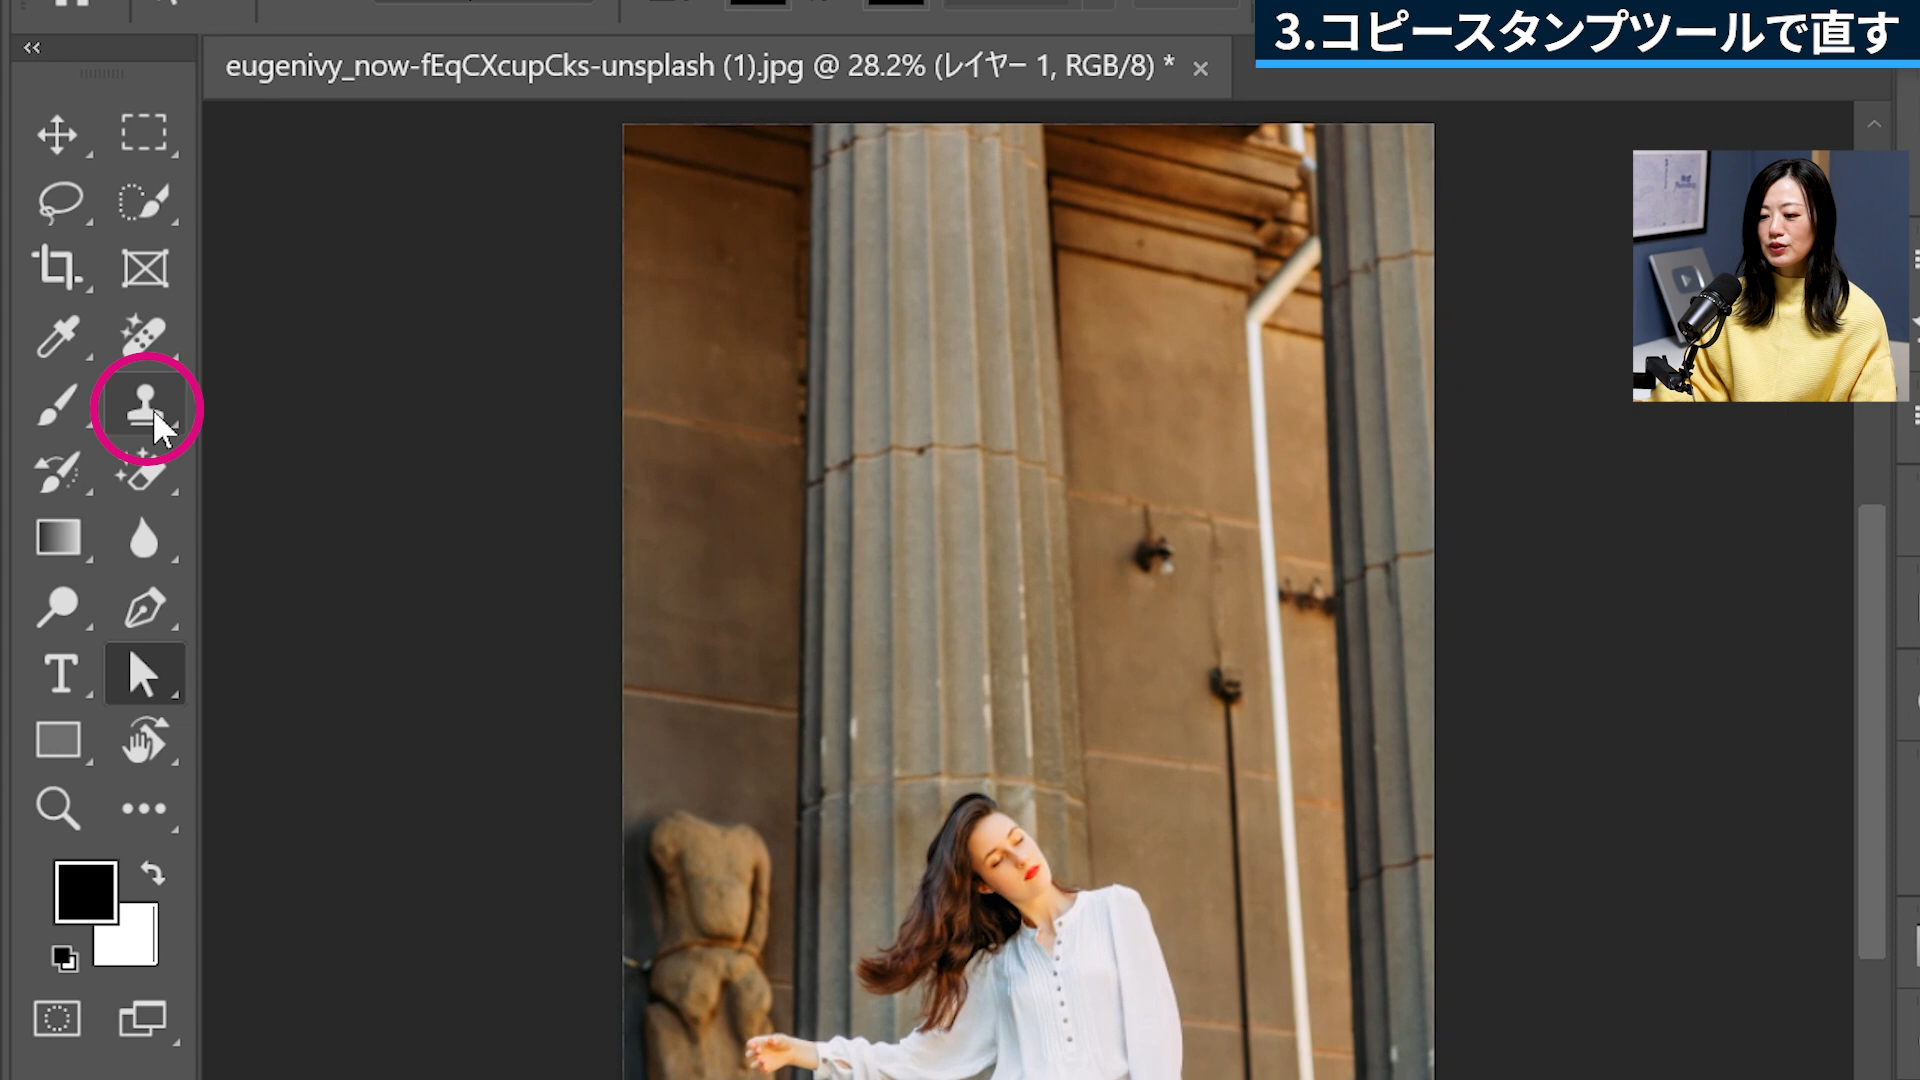 3.コピースタンプツールで直す
eugenivy_now-fEqCXcupCks-unsplash (1).jpg @ 28.2% (レイヤー 1, RGB/8) *